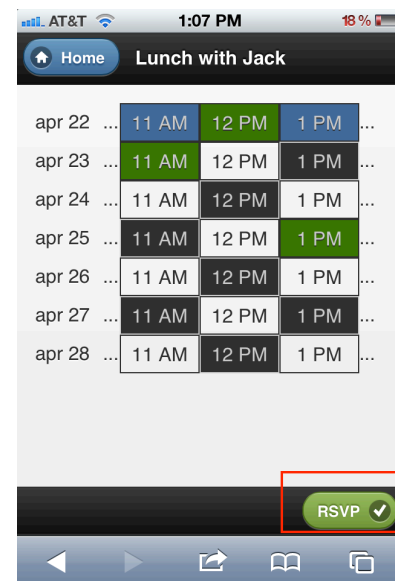 AT&T 1:07 PM 18%
Home Lunch with Jack
apr 22 ... 11 AM 12 PM 1 PM ...
apr 23 ... 11 AM 12 PM 1 PM ...
apr 24 ... 11 AM 12 PM 1 PM ...
apr 25 ... 11 AM 12 PM 1 PM ...
apr 26 ... 11 AM 12 PM 1 PM ...
apr 27 ... 11 AM 12 PM 1 PM ...
apr 28 ... 11 AM 12 PM 1 PM ...
RSVP